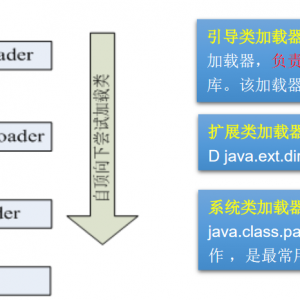 ader
oader
der
自顶向下尝试加载类
引导类加载器
加载器，负责
库。该加载器
扩展类加载器
D java.ext.dir
系统类加载器
java.class.pa
作 ，是最常用